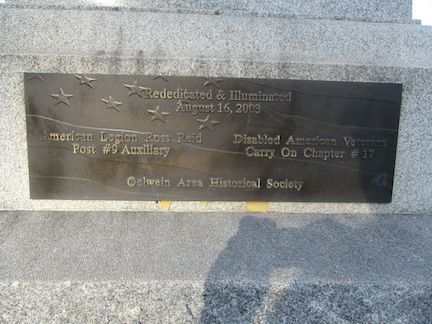 Rededicated & Illuminated
August 16, 2003
American Legion Ross Reid
Post #9 Auxiliary
Disabled American Veterans
Carry On Chapter # 17
Oelwein Area Historical Society